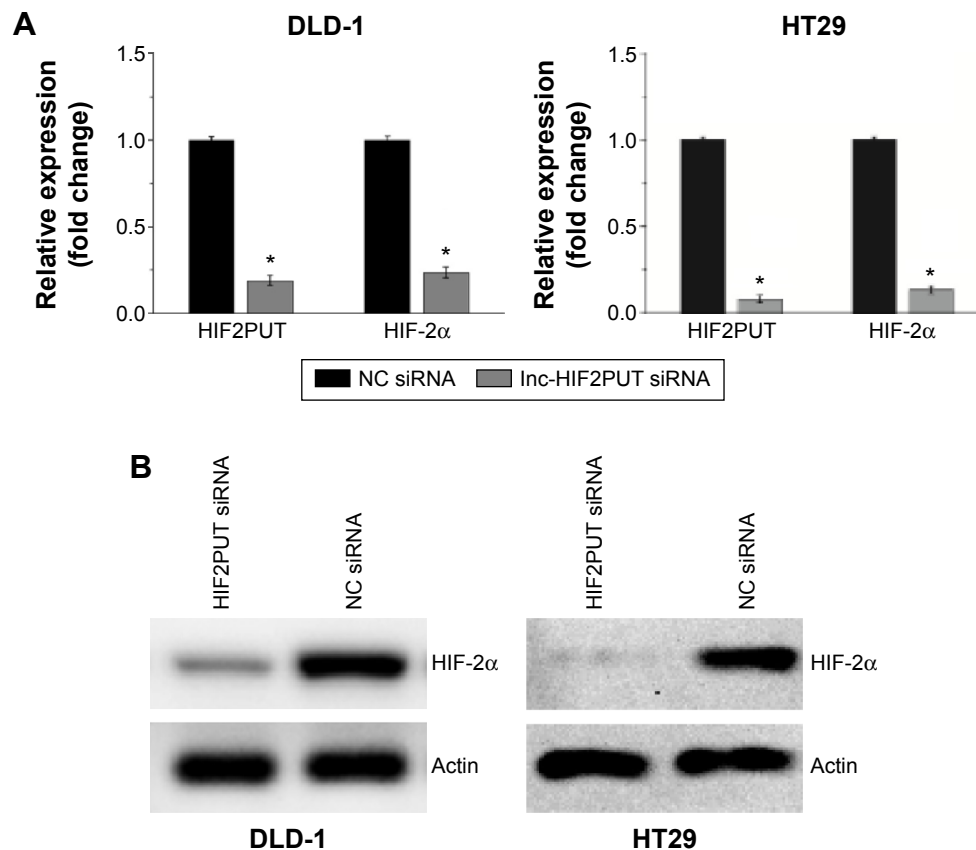 A
DLD-1
Relative expression
(fold change)
1.5
1.0
0.5
0.0
*
*
HIF2PUT
HIF-2α
HT29
Relative expression
(fold change)
1.5
1.0
0.5
0.0
*
*
HIF2PUT
HIF-2α
NC siRNA
lnc-HIF2PUT siRNA
B
HIF2PUT siRNA
NC siRNA
HIF-2α
Actin
DLD-1
HIF2PUT siRNA
NC siRNA
HIF-2α
Actin
HT29